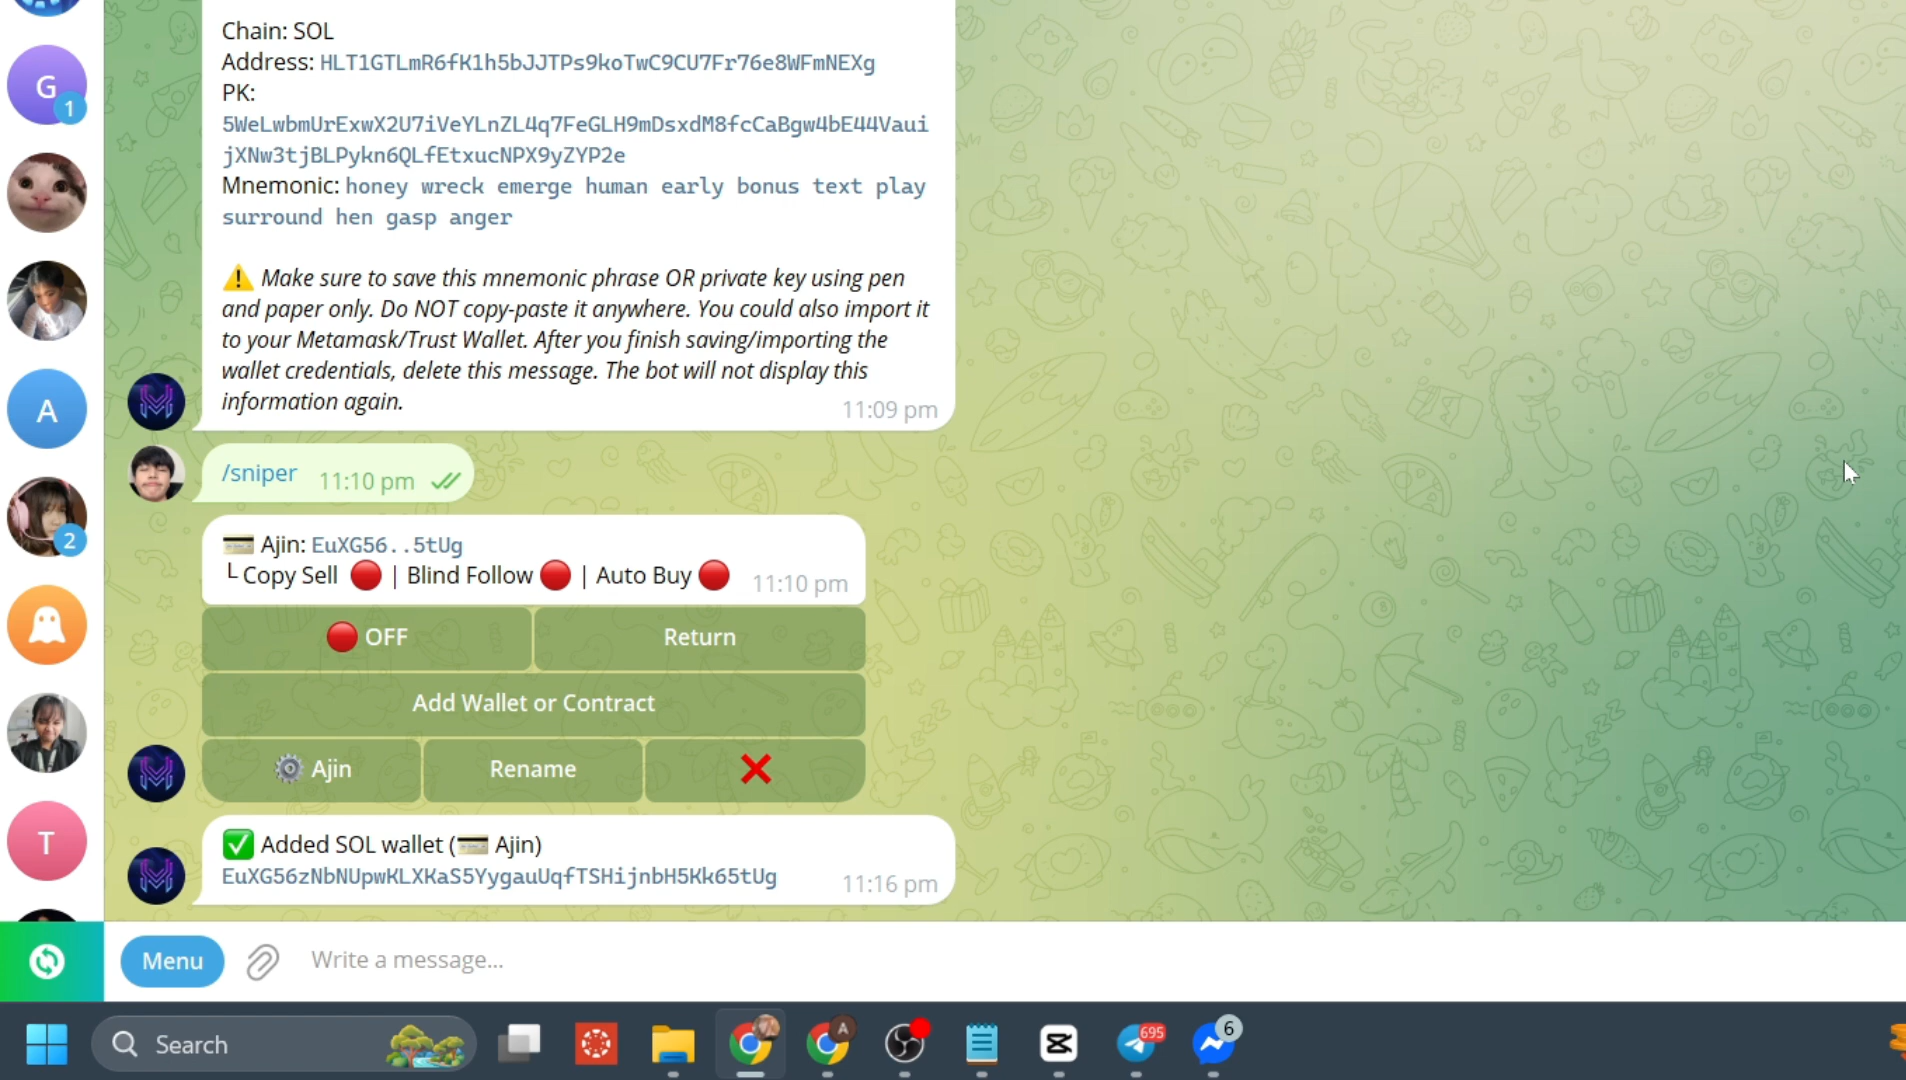 Chain: SOL
Address: HLT1GTLmR6fK1h5bJJTPs9koTwC9CU7Fr76e8WFmNEXg
PK:
5WeLwbmUrExwX2U7iVeYLnZL4q7FeGLH9mDsxdM8fcCaBgw4bE44Vaui
jXNw3tjBLPykn6QLfEtxucNPX9yZYP2e
Mnemonic: honey wreck emerge human early bonus text play
surround hen gasp anger
⚠️ Make sure to save this mnemonic phrase OR private key using pen
and paper only. Do NOT copy-paste it anywhere. You could also import it
to your Metamask/Trust Wallet. After you finish saving/importing the
wallet credentials, delete this message. The bot will not display this
information again.
11:09 pm
/sniper 11:10 pm
💳 Ajin: EuXG56..5tUg
└ Copy Sell 🔴 | Blind Follow 🔴 | Auto Buy 🔴 11:10 pm
🔴 OFF
Return
Add Wallet or Contract
⚙️ Ajin
Rename
❌
✅ Added SOL wallet (💳 Ajin)
EuXG56zNbNUpwKLXKaS5YygauUqfTSHijnbH5Kk65tUg 11:16 pm
G
1
A
2
T
Menu
Write a message...
Search
A
695
6